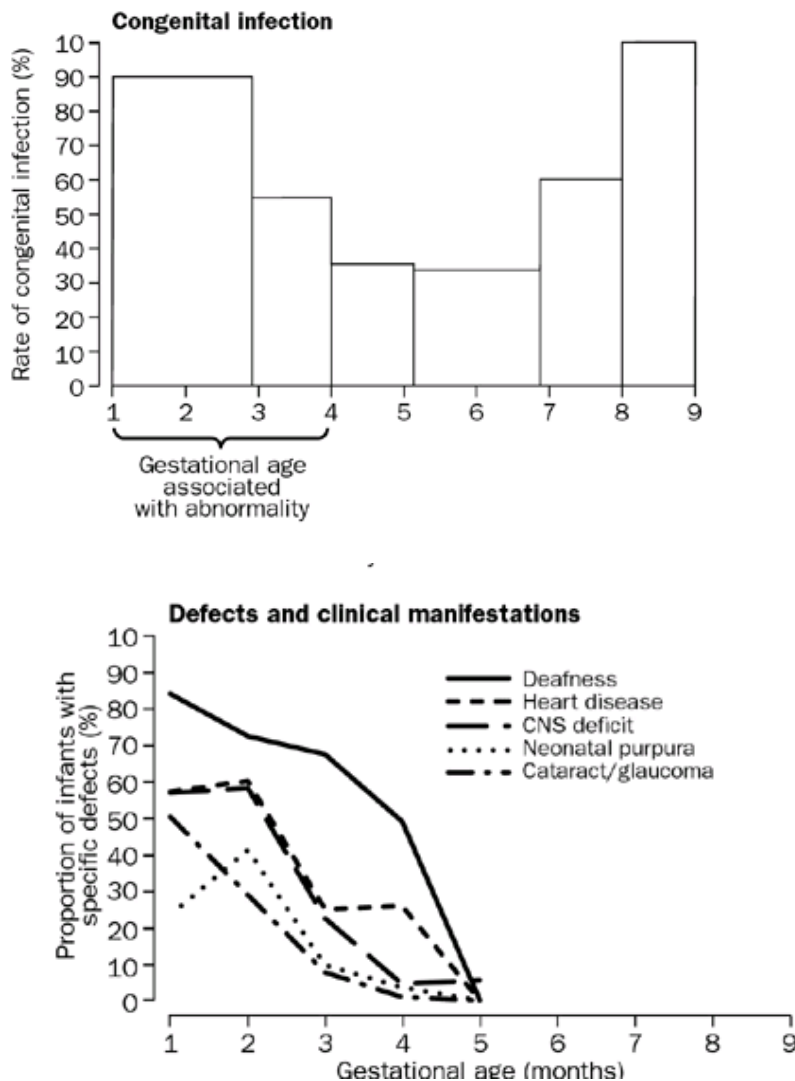 Congenital infection
Rate of congenital infection (%)
10
90
80
70
60
50
40
30
20
10
0
1 2 3 4 5 6 7 8 9
Gestational age
associated
with abnormality
Defects and clinical manifestations
Proportion of infants with
specific defects (%)
10
90
80
70
60
50
40
30
20
10
0
Deafness
Heart disease
CNS deficit
Neonatal purpura
Cataract/glaucoma
1 2 3 4 5 6 7 8 9
Gestational age (months)